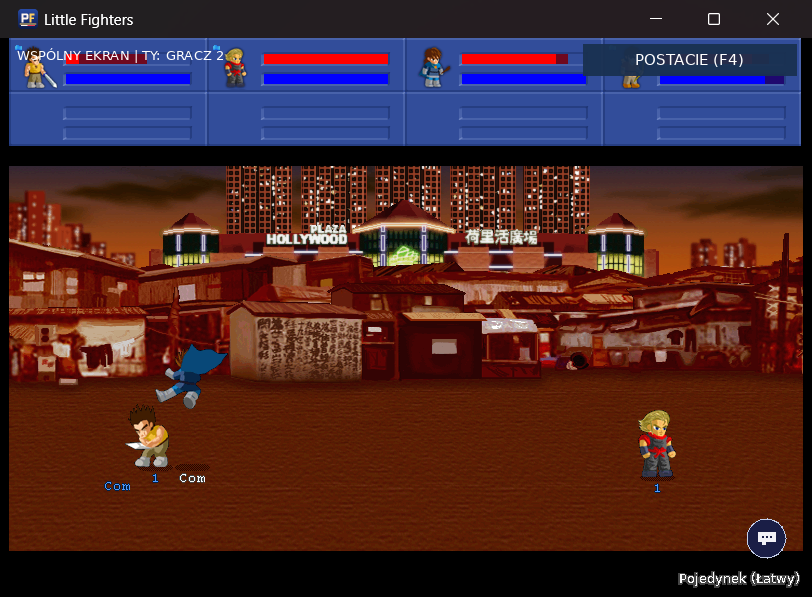 Little Fighters
WSPÓLNY EKRAN | TY: GRACZ 2
POSTACIE (F4)
PLAZA
HOLLYWOOD
荷里活廣場
Com
1
Com
1
Pojedynek (Łatwy)